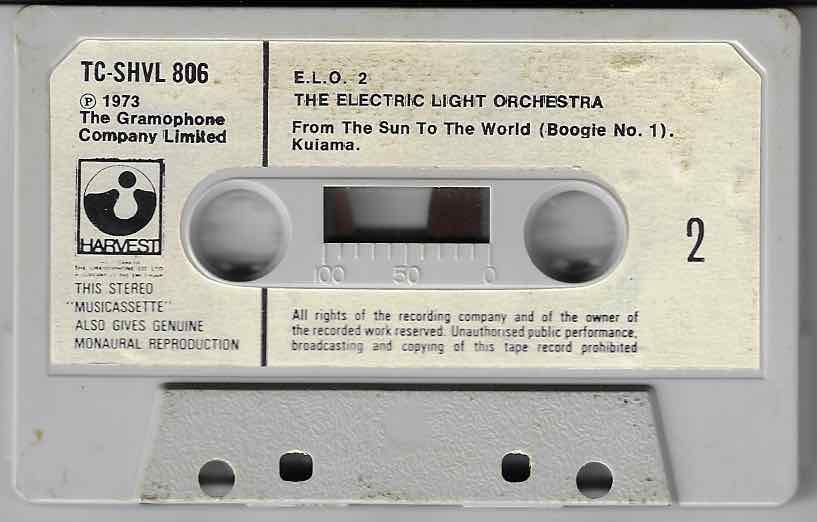 TC-SHVL 806
℗ 1973
The Gramophone
Company Limited
HARVEST
THIS STEREO
"MUSICASSETTE"
ALSO GIVES GENUINE
MONAURAL REPRODUCTION
E.L.O. 2
THE ELECTRIC LIGHT ORCHESTRA
From The Sun To The World (Boogie No. 1).
Kuiama.
100 50 0
2
All rights of the recording company and of the owner of
the recorded work reserved. Unauthorised public performance,
broadcasting and copying of this tape record prohibited